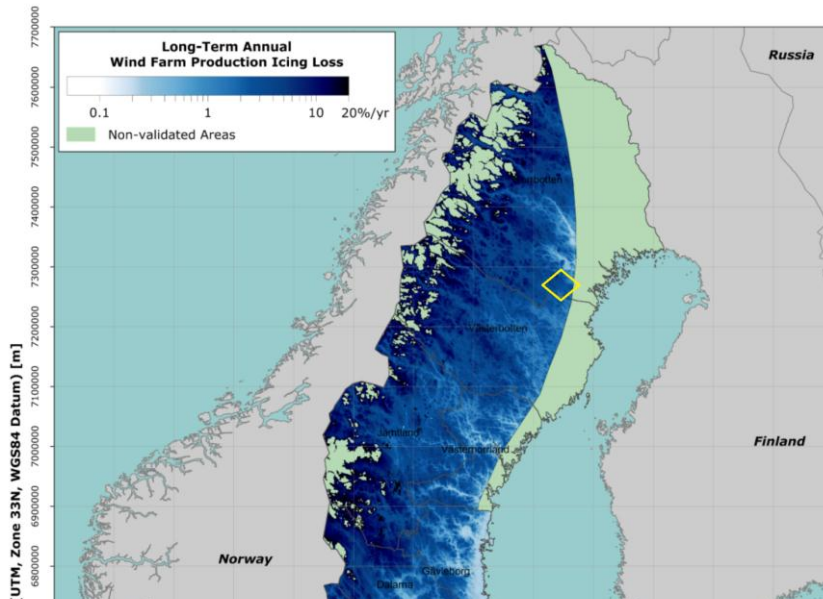 Long-Term Annual
Wind Farm Production Icing Loss
0.1 1 10 20%/yr
Non-validated Areas
Russia
Norrbotten
Västerbotten
Jämtland
Västernorrland
Finland
Norway
Gävleborg
Dalarna
7700000
7600000
7500000
7400000
7300000
7200000
7100000
7000000
6900000
6800000
(UTM, Zone 33N, WGS84 Datum) [m]